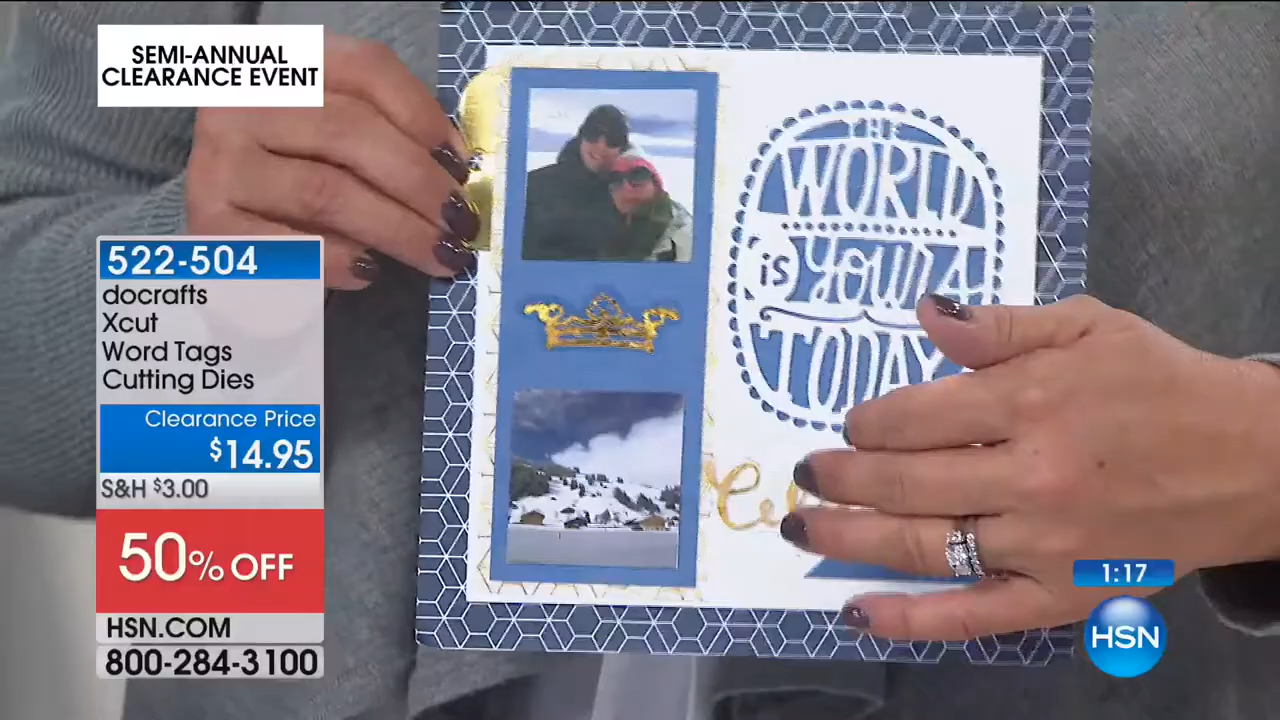 SEMI-ANNUAL
CLEARANCE EVENT
522-504
docrafts
Xcut
Word Tags
Cutting Dies
Clearance Price
$14.95
S&H $3.00
50% OFF
HSN.COM
800-284-3100
THE
WORLD
is YOURS
TODAY
1:17
HSN